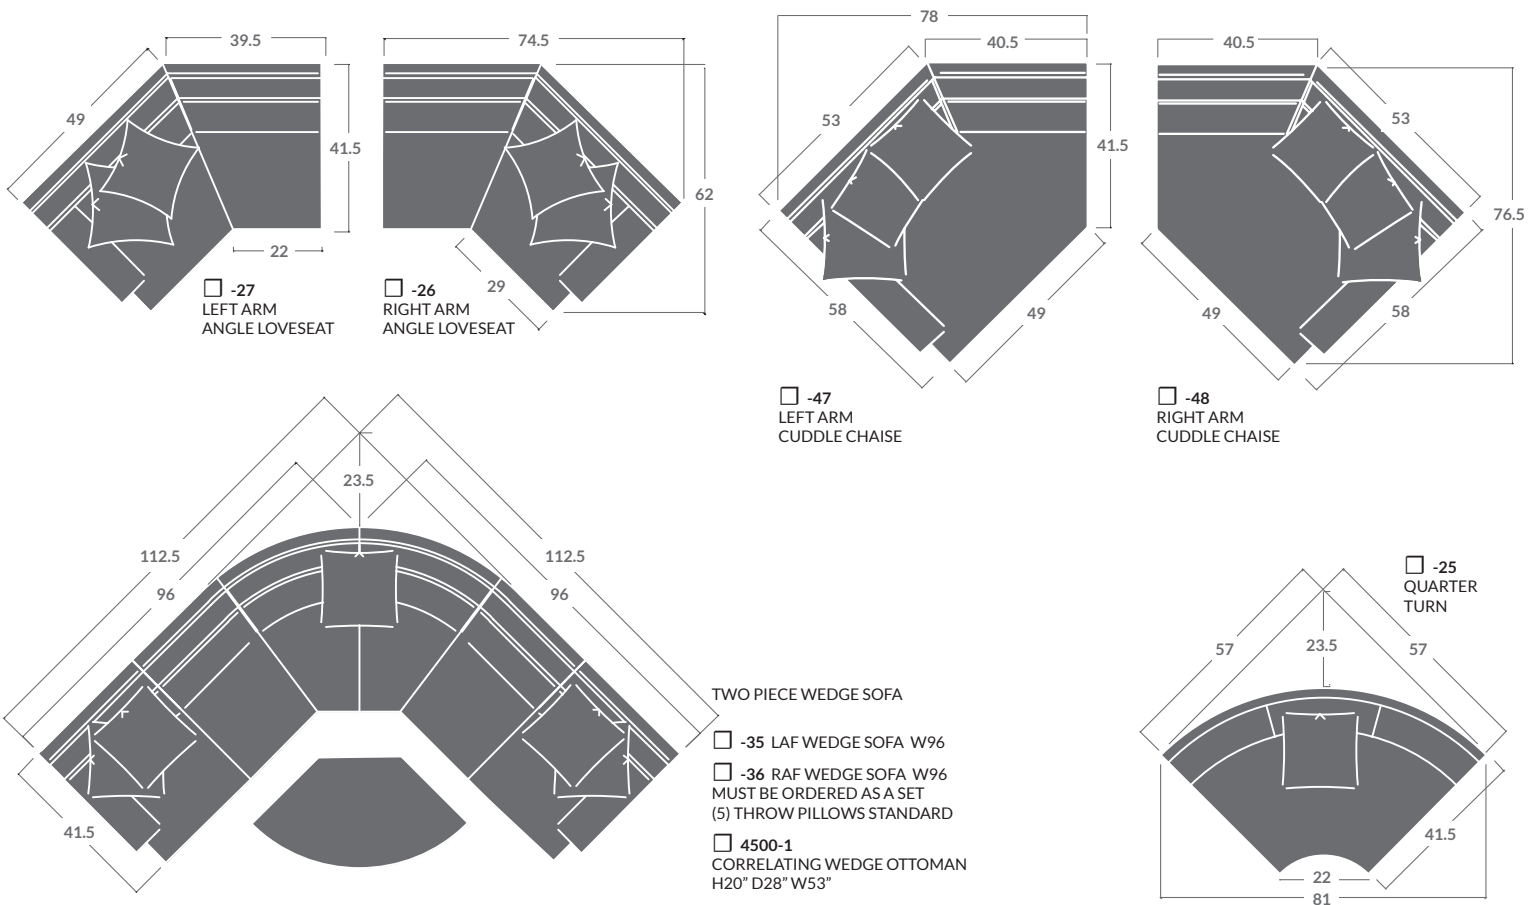 39.5
49
41.5
22
☐ -27
LEFT ARM
ANGLE LOVESEAT
74.5
62
29
☐ -26
RIGHT ARM
ANGLE LOVESEAT
78
40.5
53
41.5
58
49
☐ -47
LEFT ARM
CUDDLE CHAISE
40.5
53
76.5
49
58
☐ -48
RIGHT ARM
CUDDLE CHAISE
23.5
112.5
112.5
96
96
41.5
TWO PIECE WEDGE SOFA
☐ -35 LAF WEDGE SOFA W96
☐ -36 RAF WEDGE SOFA W96
MUST BE ORDERED AS A SET
(5) THROW PILLOWS STANDARD
☐ 4500-1
CORRELATING WEDGE OTTOMAN
H20” D28” W53”
☐ -25
QUARTER
TURN
57
23.5
57
41.5
22
81